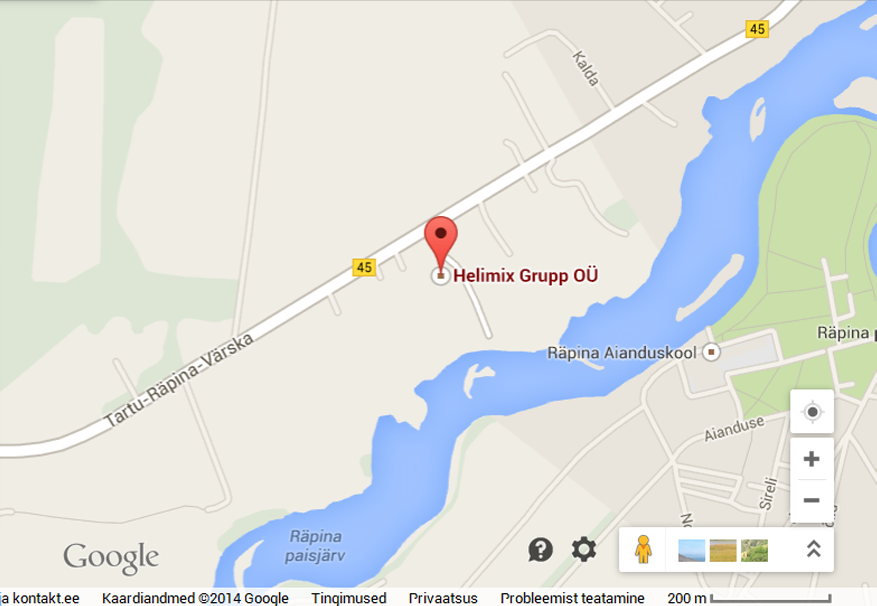 45
Kalda
45
Helimix Grupp OÜ
Räpina
Räpina Aianduskool
Tartu-Räpina-Värska
Aianduse
Sireli
Räpina
paisjärv
Google
ja kontakt.ee Kaardiandmed ©2014 Google Tingimused Privaatsus Probleemist teatamine 200 m